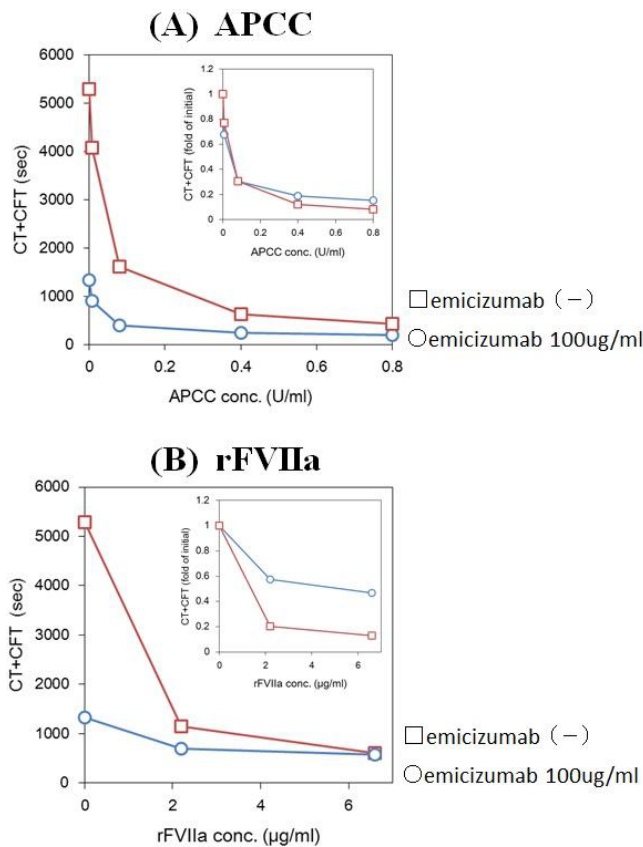 (A) APCC
6000
5000
4000
3000
2000
1000
0
CT+CFT (sec)
0 0.2 0.4 0.6 0.8
APCC conc. (U/ml)
1.2
1
0.8
0.6
0.4
0.2
0
CT+CFT (fold of initial)
0 0.2 0.4 0.6 0.8
APCC conc. (U/ml)
□emicizumab（−）
○emicizumab 100ug/ml
(B) rFVIIa
6000
5000
4000
3000
2000
1000
0
CT+CFT (sec)
0 2 4 6
rFVIIa conc. (µg/ml)
1.2
1
0.8
0.6
0.4
0.2
0
CT+CFT (fold of initial)
0 2 4 6
rFVIIa conc. (µg/ml)
□emicizumab（−）
○emicizumab 100ug/ml